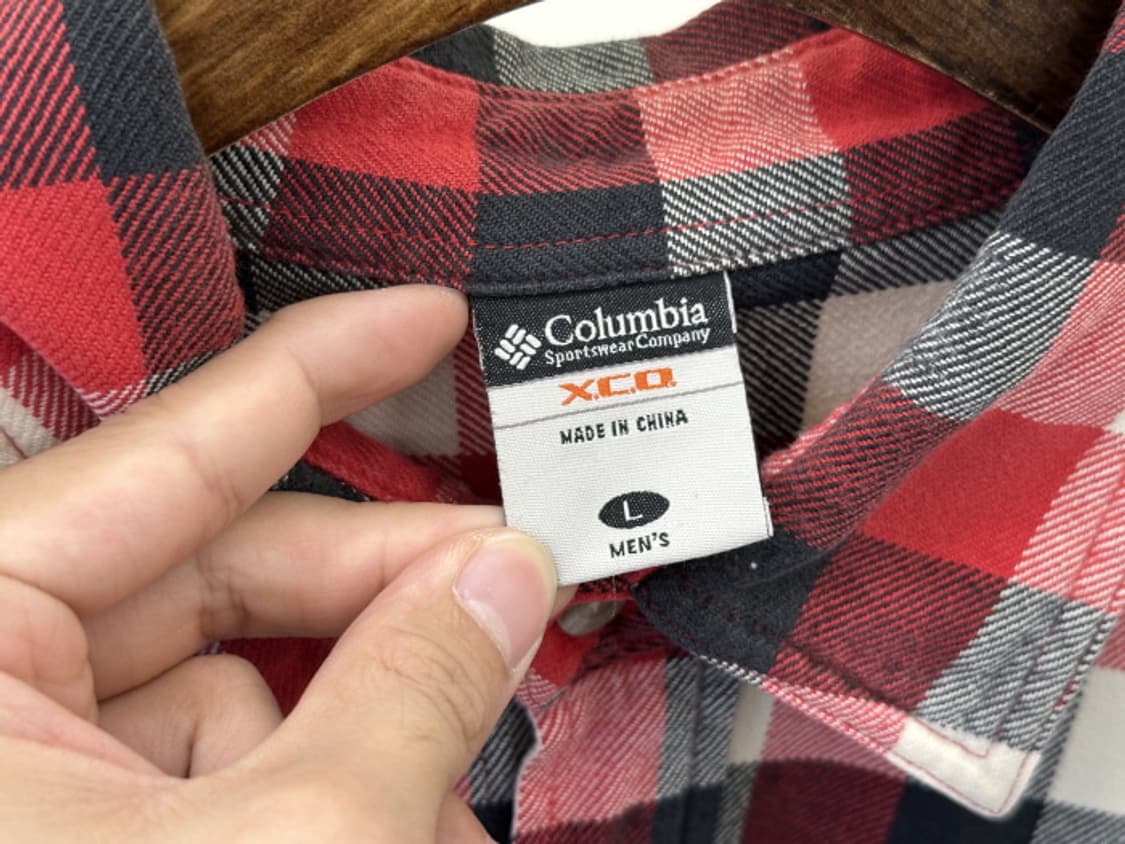 Columbia
Sportswear Company
X.C.O.
MADE IN CHINA
L
MEN'S